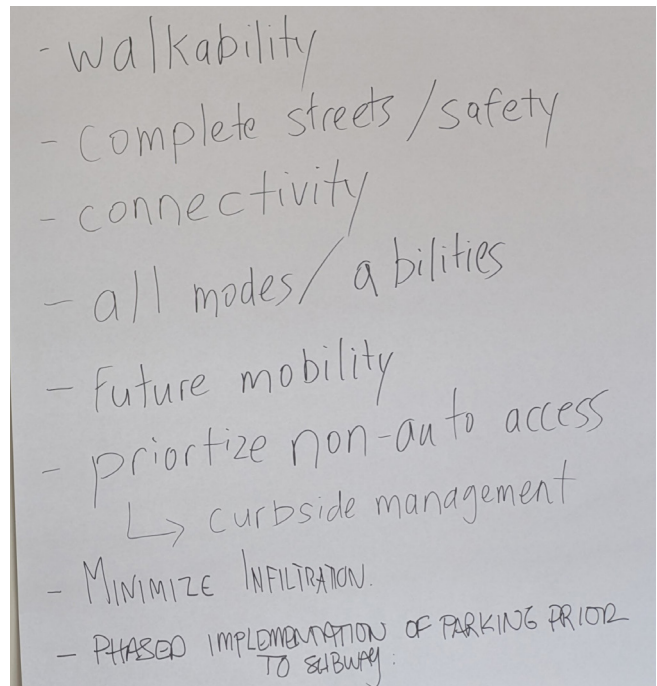 - walkability
- complete streets/safety
- connectivity
- all modes/abilities
- Future mobility
- priortize non-auto access
↳ curbside management
- MINIMIZE INFILTRATION.
- PHASED IMPLEMENTATION OF PARKING PRIOR
TO SUBWAY.